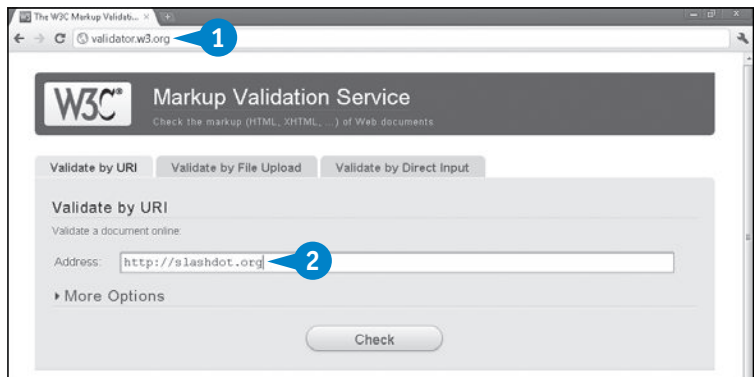 The W3C Markup Validati... ×
validator.w3.org
1
W3C® Markup Validation Service
Check the markup (HTML, XHTML, ...) of Web documents
Validate by URI Validate by File Upload Validate by Direct Input
Validate by URI
Validate a document online:
Address: http://slashdot.org
2
More Options
Check